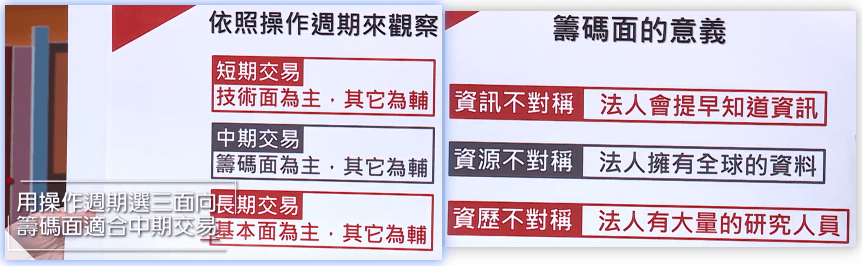 依照操作週期來觀察
短期交易
技術面為主，其它為輔
中期交易
籌碼面為主，其它為輔
長期交易
基本面為主，其它為輔
用操作週期選三面向
籌碼面適合中期交易
籌碼面的意義
資訊不對稱 法人會提早知道資訊
資源不對稱 法人擁有全球的資料
資歷不對稱 法人有大量的研究人員